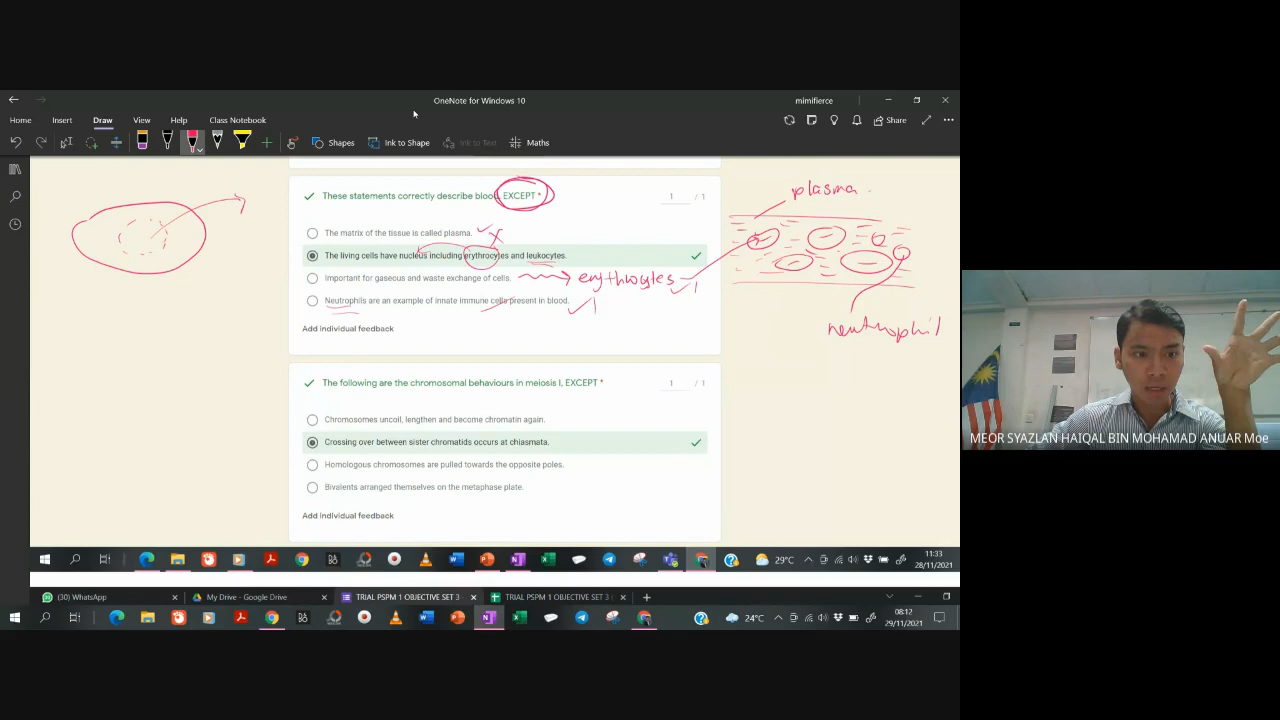 OneNote for Windows 10
mimifierce
Home Insert Draw View Help Class Notebook
Share
Shapes Ink to Shape Ink to Text Maths
These statements correctly describe blood, EXCEPT *
1 / 1
The matrix of the tissue is called plasma.
The living cells have nucleus including erythrocytes and leukocytes.
Important for gaseous and waste exchange of cells.
Neutrophils are an example of innate immune cells present in blood.
Add individual feedback
plasma
erythrocytes
neutrophil
The following are the chromosomal behaviours in meiosis I, EXCEPT *
1 / 1
Chromosomes uncoil, lengthen and become chromatin again.
Crossing over between sister chromatids occurs at chiasmata.
Homologous chromosomes are pulled towards the opposite poles.
Bivalents arranged themselves on the metaphase plate.
Add individual feedback
MEOR SYAZLAN HAIQAL BIN MOHAMAD ANUAR Moe
29°C
11:33
28/11/2021
(30) WhatsApp
My Drive - Google Drive
TRIAL PSPM 1 OBJECTIVE SET 3
TRIAL PSPM 1 OBJECTIVE SET 3
24°C
08:12
29/11/2021